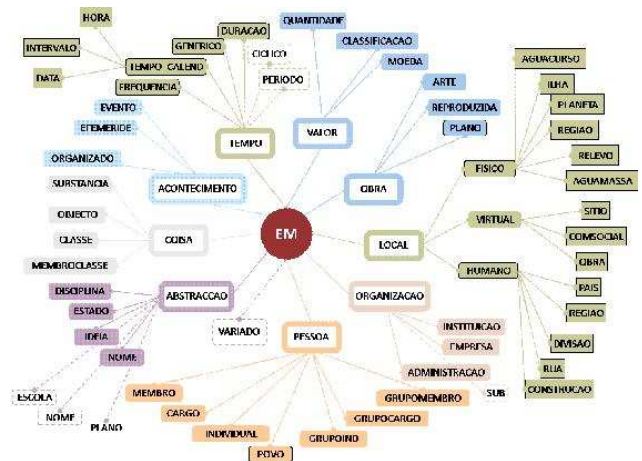 HORA
DURACAO
QUANTIDADE
INTERVALO
GENERICO
CICLICO
CLASSIFICACAO
TEMPO_CALEND
MOEDA
DATA
PERIODO
FREQUENCIA
ARTE
AGUACURSO
EVENTO
REPRODUZIDA
ILHA
EFEMERIDE
PLANO
PLANETA
TEMPO
VALOR
REGIAO
ORGANIZADO
FISICO
RELEVO
SUBSTANCIA
ACONTECIMENTO
OBRA
AGUAMASSA
OBJECTO
VIRTUAL
SITIO
CLASSE
COISA
EM
LOCAL
COMSOCIAL
MEMBROCLASSE
OBRA
HUMANO
DISCIPLINA
ABSTRACCAO
ORGANIZACAO
PAIS
ESTADO
REGIAO
IDEIA
VARIADO
PESSOA
INSTITUICAO
DIVISAO
NOME
EMPRESA
RUA
ADMINISTRACAO
CONSTRUCAO
ESCOLA
MEMBRO
GRUPOMEMBRO
SUB
NOME
CARGO
GRUPOCARGO
PLANO
INDIVIDUAL
GRUPOIND
POVO